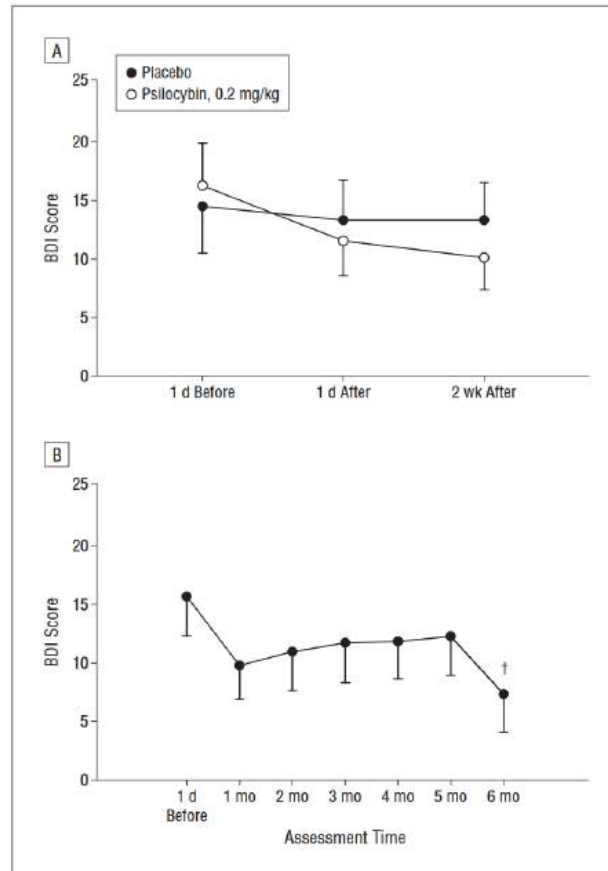 A
Placebo
Psilocybin, 0.2 mg/kg
25
20
15
10
5
0
BDI Score
1 d Before
1 d After
2 wk After
B
25
20
15
10
5
0
BDI Score
†
1 d
Before
1 mo
2 mo
3 mo
4 mo
5 mo
6 mo
Assessment Time